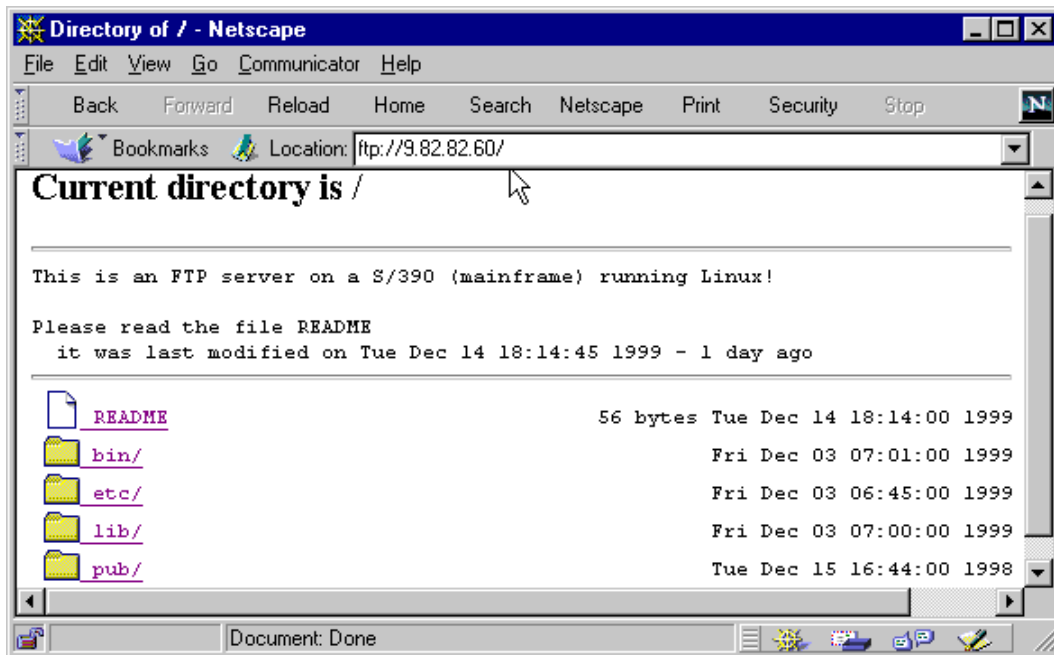 Directory of / - Netscape
File Edit View Go Communicator Help
Back Forward Reload Home Search Netscape Print Security Stop N
Bookmarks Location: ftp://9.82.82.60/
Current directory is /
This is an FTP server on a S/390 (mainframe) running Linux!
Please read the file README
it was last modified on Tue Dec 14 18:14:45 1999 - 1 day ago
README 56 bytes Tue Dec 14 18:14:00 1999
bin/ Fri Dec 03 07:01:00 1999
etc/ Fri Dec 03 06:45:00 1999
lib/ Fri Dec 03 07:00:00 1999
pub/ Tue Dec 15 16:44:00 1998
Document: Done